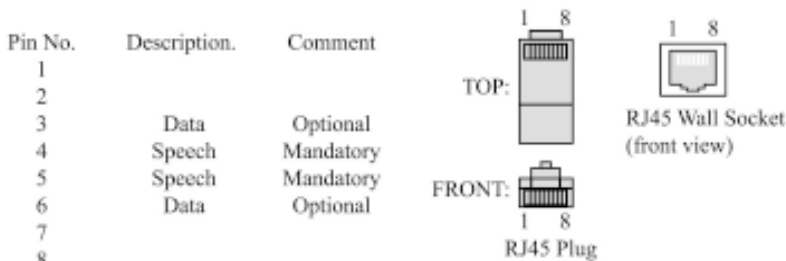 Pin No. Description. Comment
1
2
3 Data Optional
4 Speech Mandatory
5 Speech Mandatory
6 Data Optional
7
8
1 8
TOP:
FRONT:
1 8
RJ45 Plug
1 8
RJ45 Wall Socket
(front view)